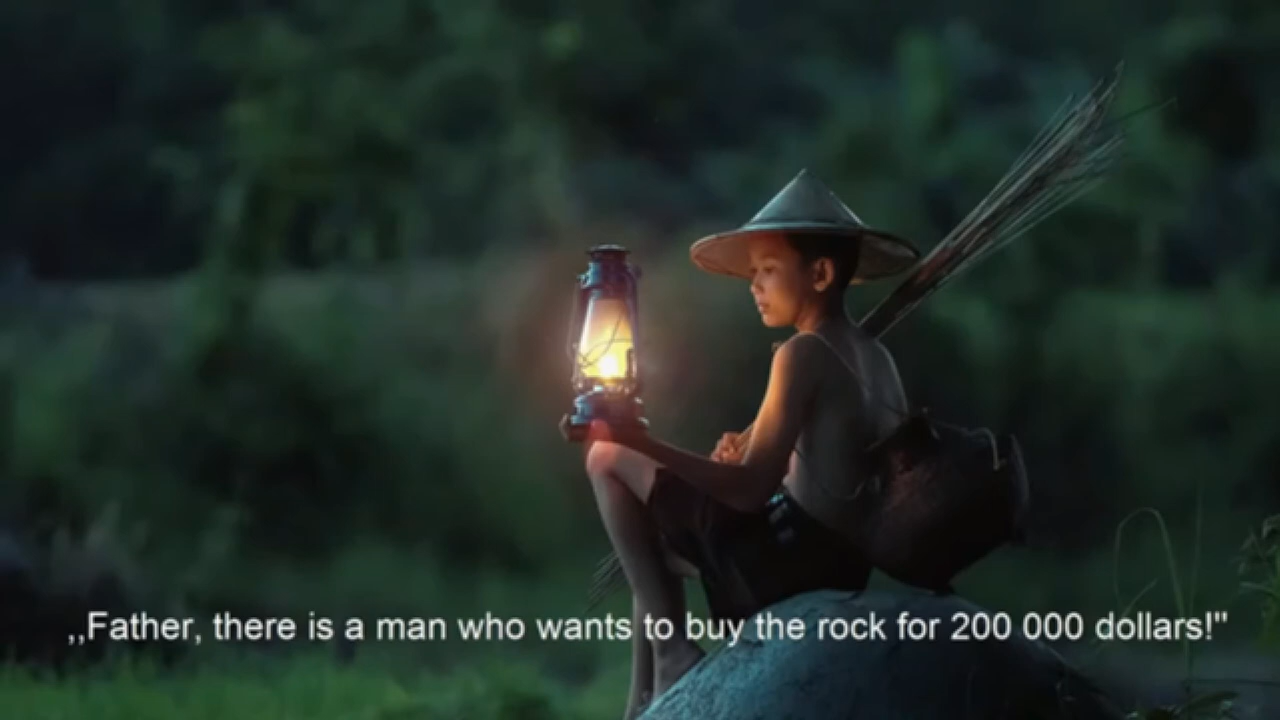 ,,Father, there is a man who wants to buy the rock for 200 000 dollars!"